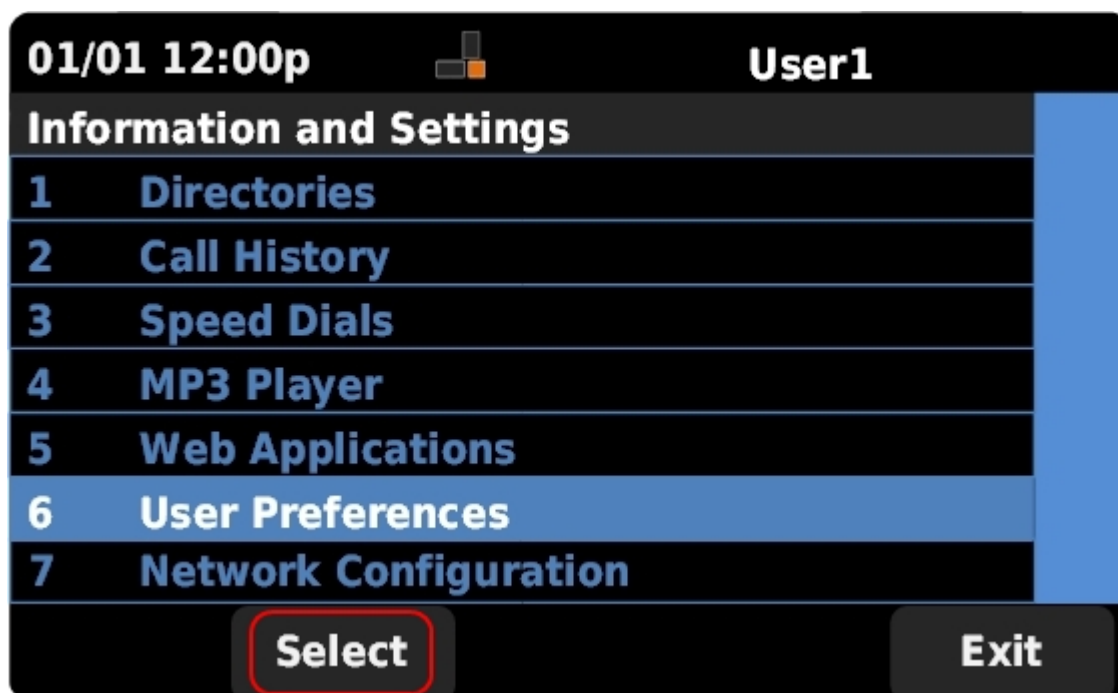 01/01 12:00p User1
Information and Settings
1 Directories
2 Call History
3 Speed Dials
4 MP3 Player
5 Web Applications
6 User Preferences
7 Network Configuration
Select Exit